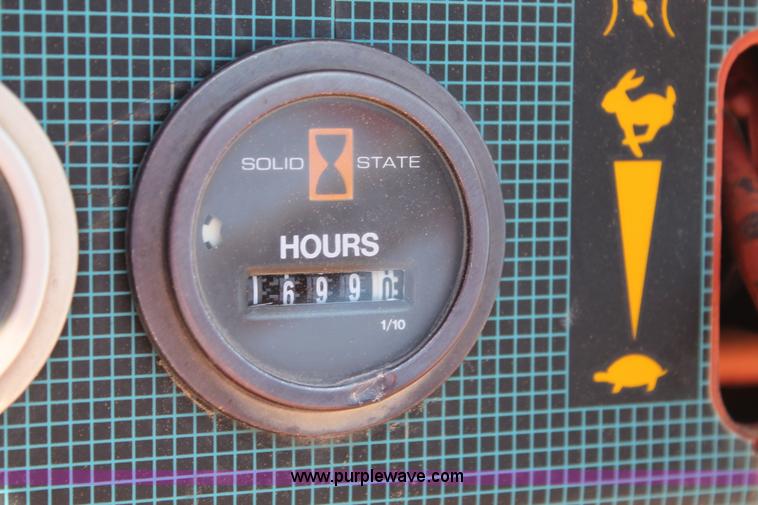 SOLID STATE
HOURS
16990
1/10
www.purplewave.com